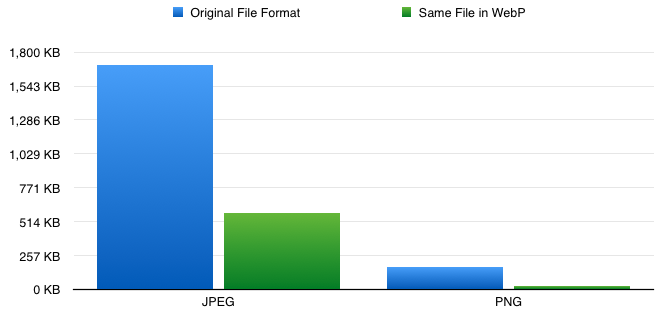 Original File Format
Same File in WebP
1,800 KB
1,543 KB
1,286 KB
1,029 KB
771 KB
514 KB
257 KB
0 KB
JPEG
PNG